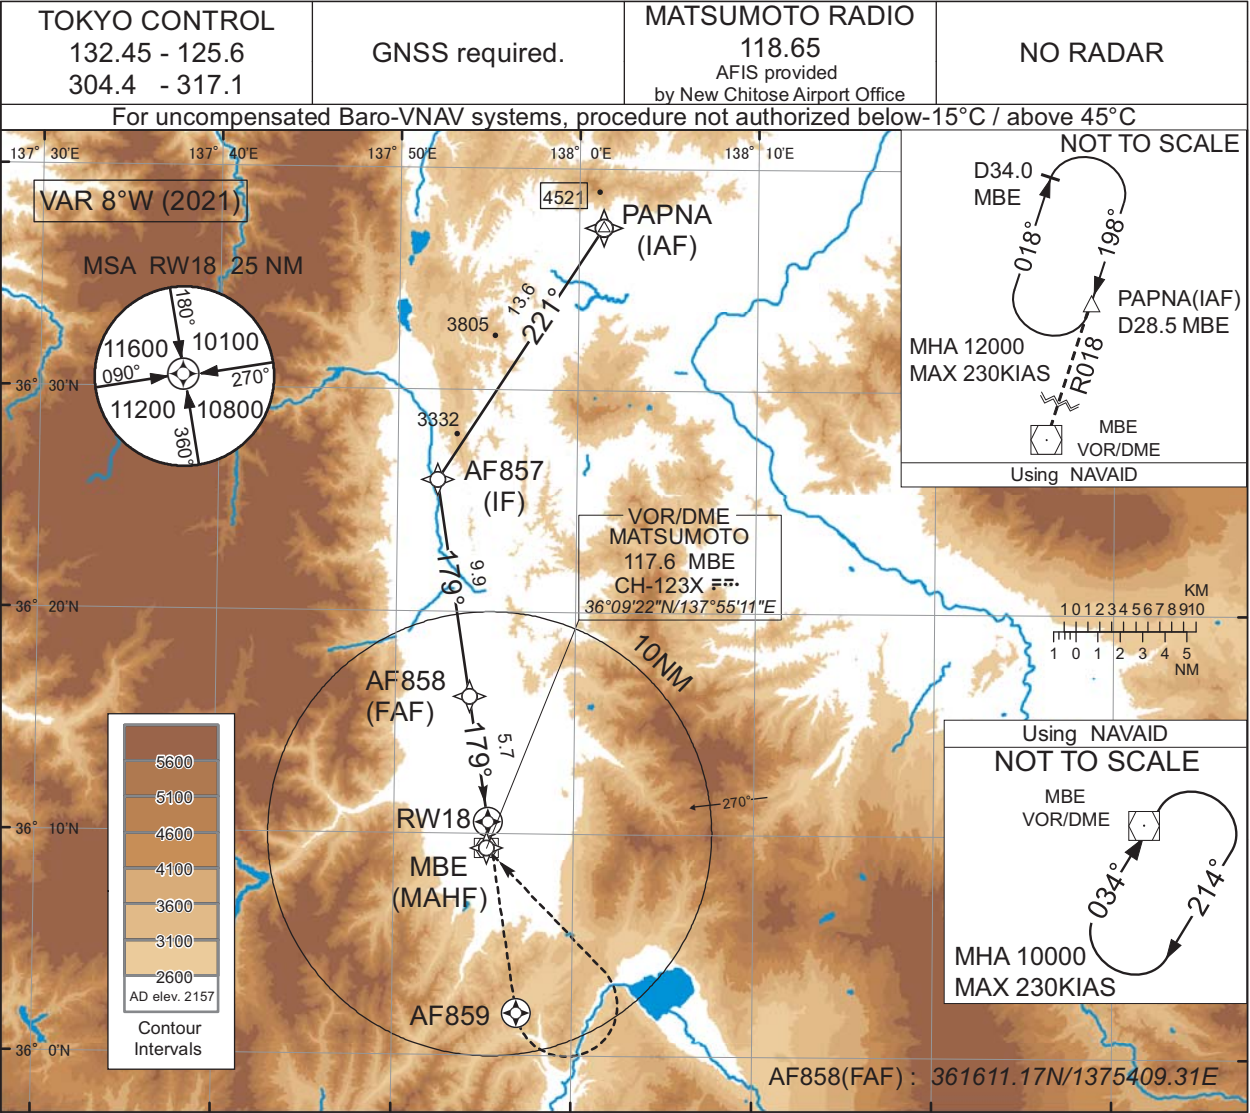 TOKYO CONTROL
132.45 - 125.6
304.4 - 317.1
GNSS required.
MATSUMOTO RADIO
118.65
AFIS provided
by New Chitose Airport Office
NO RADAR
For uncompensated Baro-VNAV systems, procedure not authorized below-15°C / above 45°C
137° 30'E
137° 40'E
137° 50'E
138° 0'E
138° 10'E
VAR 8°W (2021)
MSA RW18 25 NM
180°
11600
10100
090°
270°
11200
10800
360°
36° 30'N
36° 20'N
36° 10'N
36° 0'N
4521
PAPNA
(IAF)
13.6
221°
3805
3332
AF857
(IF)
179°
9.9
VOR/DME
MATSUMOTO
117.6 MBE
CH-123X
36°09'22"N/137°55'11"E
10NM
AF858
(FAF)
179°
5.7
270°
RW18
MBE
(MAHF)
AF859
NOT TO SCALE
D34.0
MBE
018°
198°
PAPNA(IAF)
D28.5 MBE
MHA 12000
MAX 230KIAS
R018
MBE
VOR/DME
Using NAVAID
KM
1 0 1 2 3 4 5 6 7 8 9 10
1 0 1 2 3 4 5
NM
Using NAVAID
NOT TO SCALE
MBE
VOR/DME
034°
214°
MHA 10000
MAX 230KIAS
5600
5100
4600
4100
3600
3100
2600
AD elev. 2157
Contour
Intervals
AF858(FAF) : 361611.17N/1375409.31E